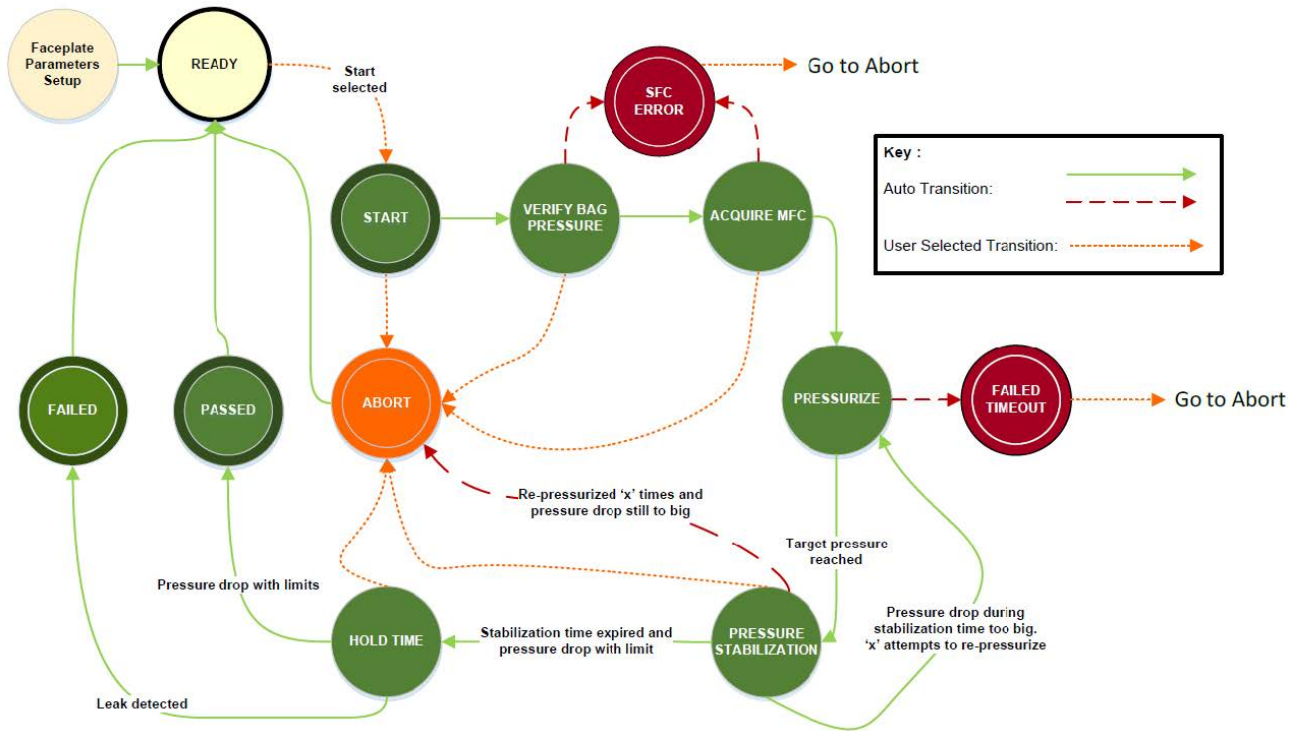 Faceplate
Parameters
Setup
READY
Start
selected
SFC
ERROR
Go to Abort
Key :
Auto Transition:
User Selected Transition:
START
VERIFY BAG
PRESSURE
ACQUIRE MFC
FAILED
PASSED
ABORT
PRESSURIZE
FAILED
TIMEOUT
Go to Abort
Re-pressurized ‘x’ times and
pressure drop still to big
Target pressure
reached
Pressure drop with limits
HOLD TIME
Stabilization time expired and
pressure drop with limit
PRESSURE
STABILIZATION
Pressure drop during
stabilization time too big.
‘x’ attempts to re-pressurize
Leak detected